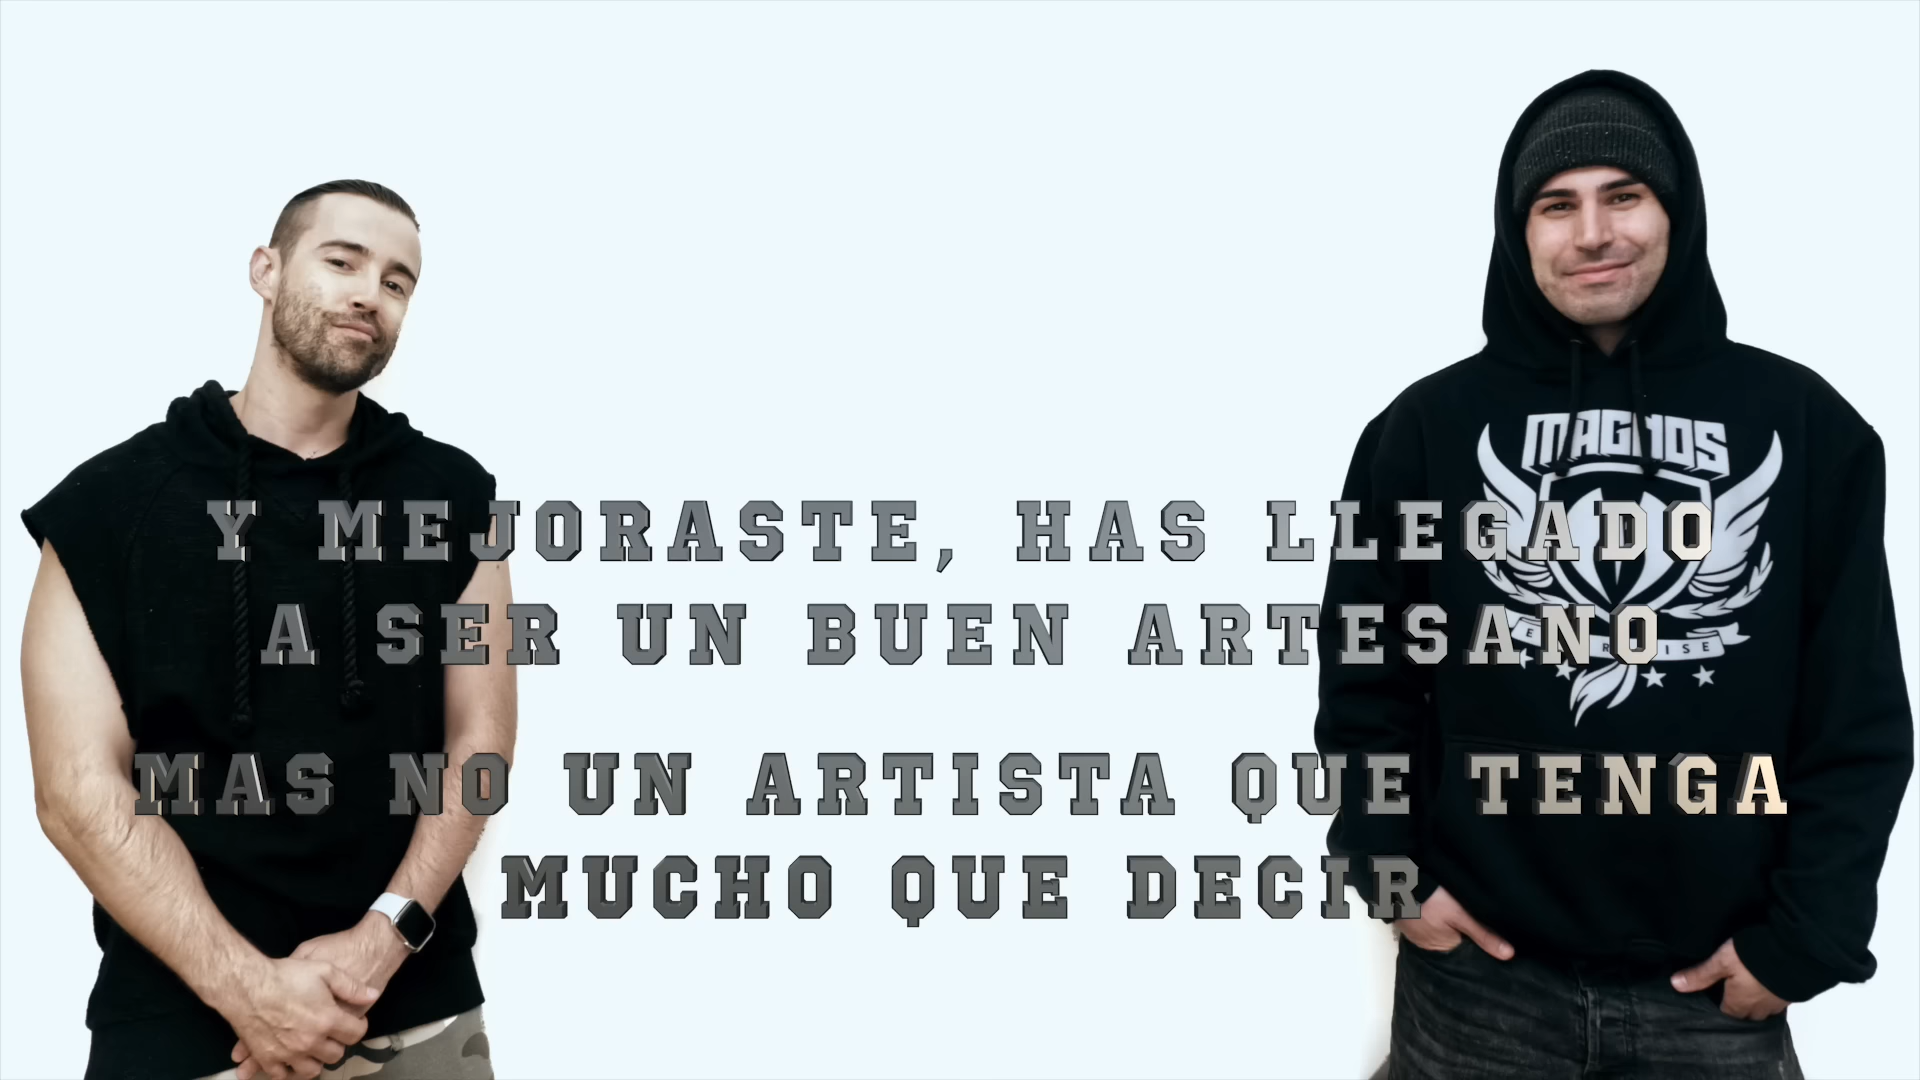 MAGNOS
Y MEJORASTE, HAS LLEGADO
A SER UN BUEN ARTESANO
MAS NO UN ARTISTA QUE TENGA
MUCHO QUE DECIR